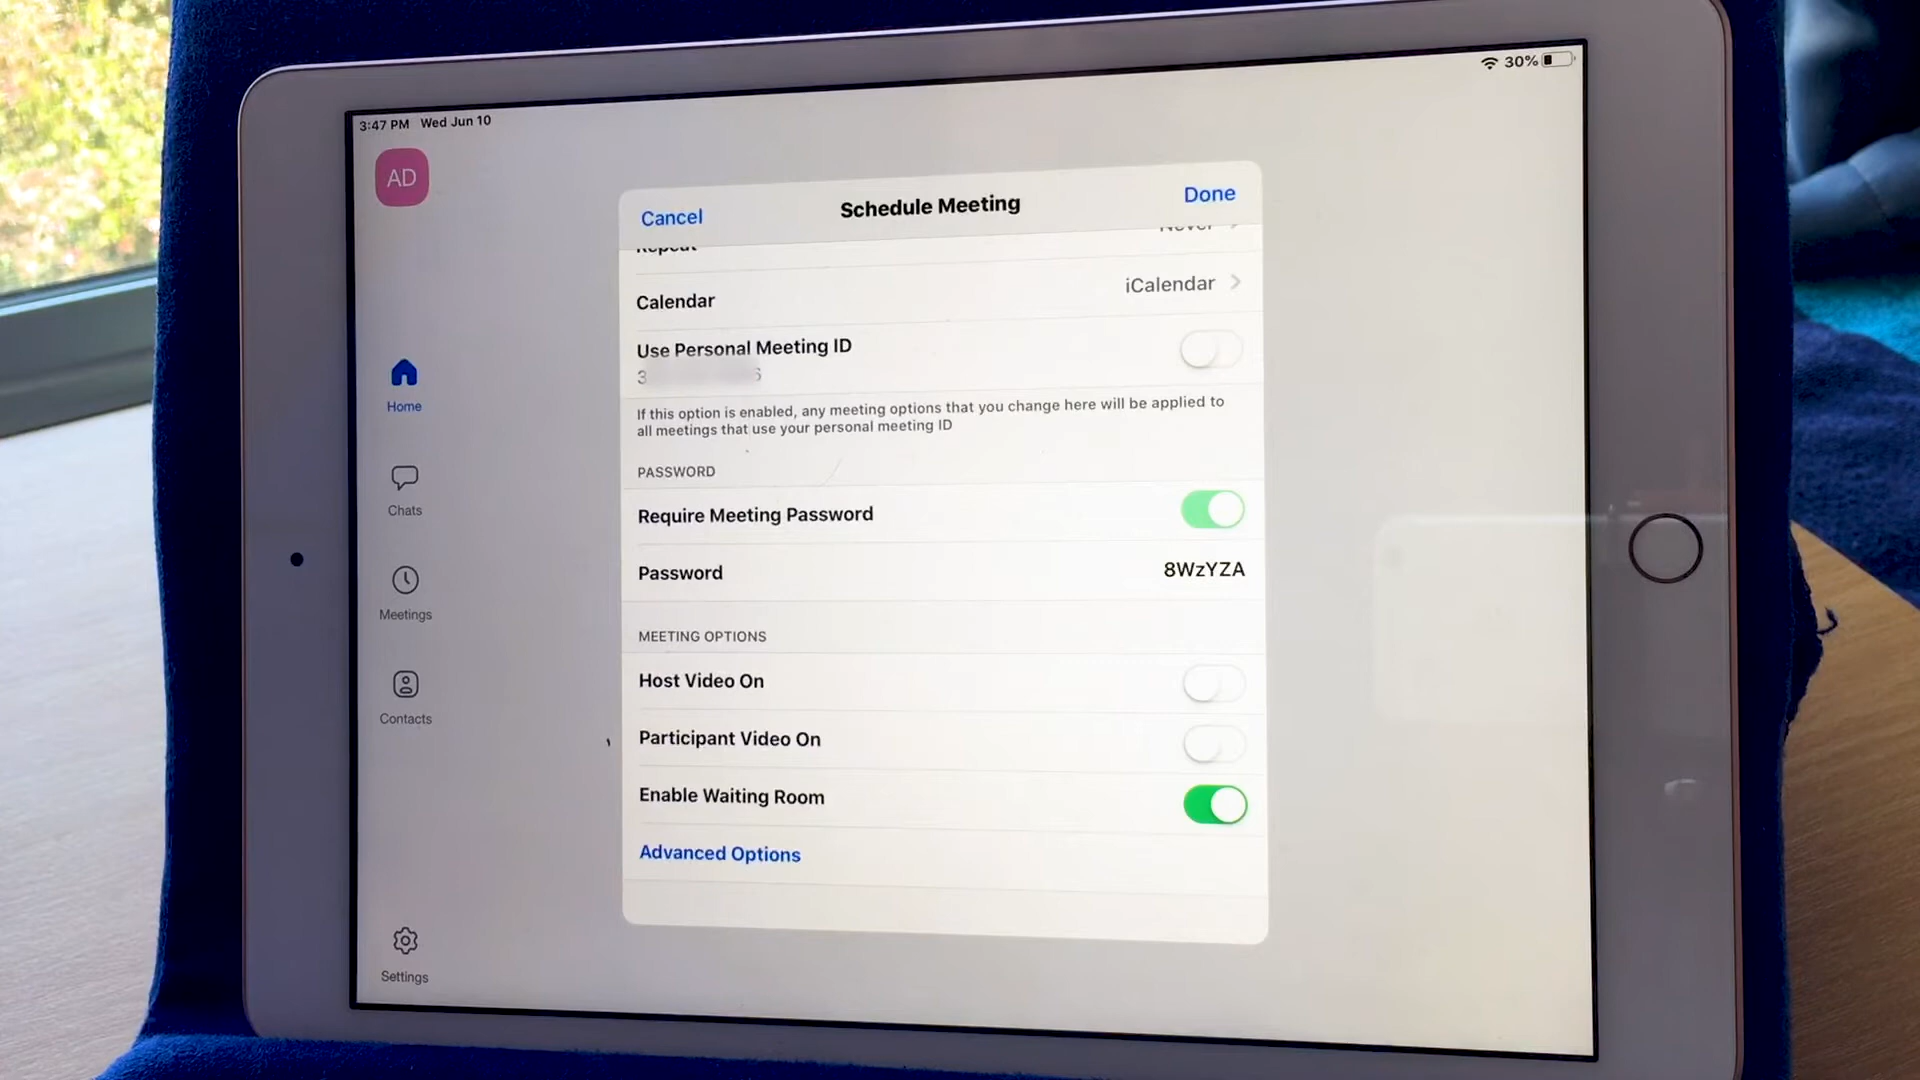 3:47 PM Wed Jun 10
30%
AD
Cancel
Schedule Meeting
Done
Repeat
Never
Calendar
iCalendar
Use Personal Meeting ID
If this option is enabled, any meeting options that you change here will be applied to
all meetings that use your personal meeting ID
PASSWORD
Require Meeting Password
Password
8WzYZA
MEETING OPTIONS
Host Video On
Participant Video On
Enable Waiting Room
Advanced Options
Home
Chats
Meetings
Contacts
Settings